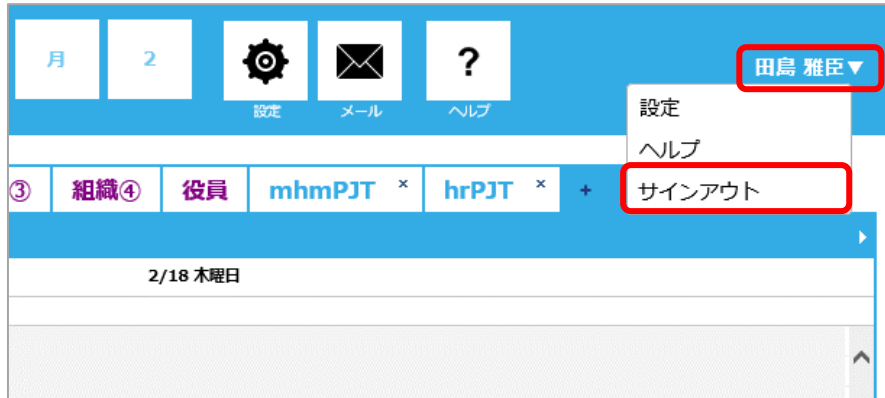 月 2 ? 田島 雅臣▼
設定 メール ヘルプ
設定
ヘルプ
サインアウト
③ 組織④ 役員 mhmPJT × hrPJT × +
2/18 木曜日